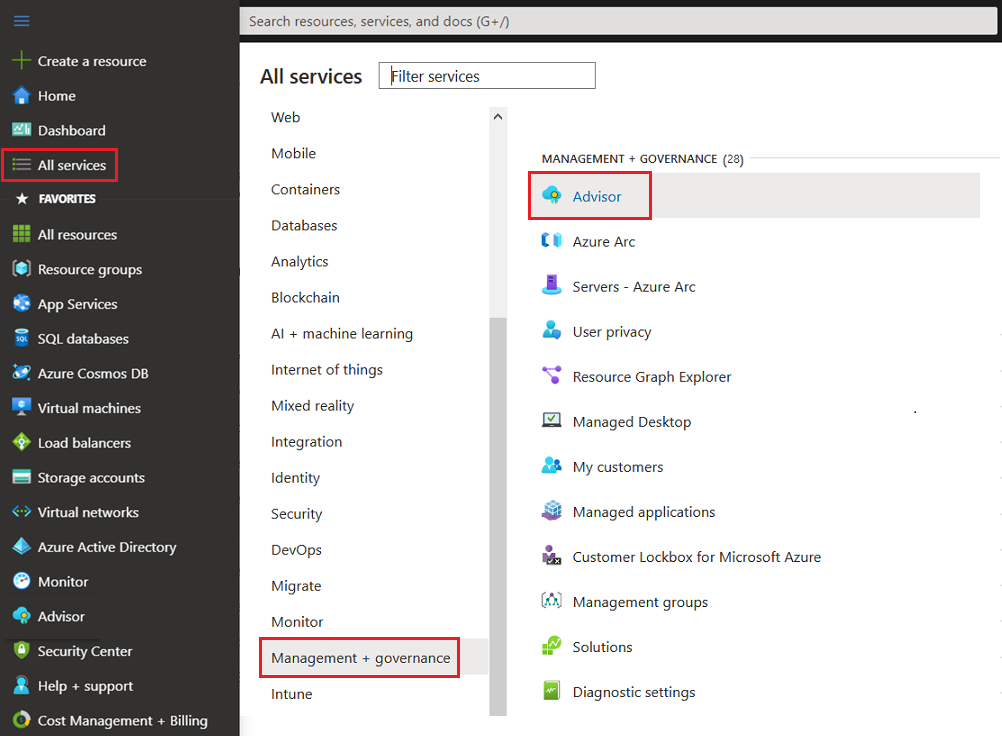 Search resources, services, and docs (G+/)
Create a resource
Home
Dashboard
All services
FAVORITES
All resources
Resource groups
App Services
SQL databases
Azure Cosmos DB
Virtual machines
Load balancers
Storage accounts
Virtual networks
Azure Active Directory
Monitor
Advisor
Security Center
Help + support
Cost Management + Billing
All services
Filter services
Web
Mobile
Containers
Databases
Analytics
Blockchain
AI + machine learning
Internet of things
Mixed reality
Integration
Identity
Security
DevOps
Migrate
Monitor
Management + governance
Intune
MANAGEMENT + GOVERNANCE (28)
Advisor
Azure Arc
Servers - Azure Arc
User privacy
Resource Graph Explorer
Managed Desktop
My customers
Managed applications
Customer Lockbox for Microsoft Azure
Management groups
Solutions
Diagnostic settings